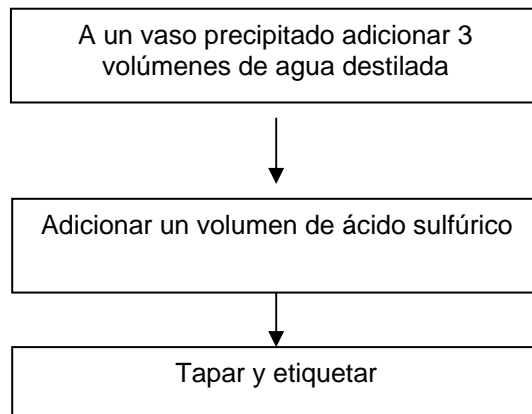 A un vaso precipitado adicionar 3
volúmenes de agua destilada
Adicionar un volumen de ácido sulfúrico
Tapar y etiquetar